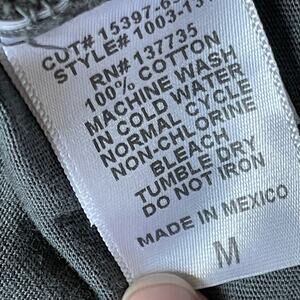 CUT# 15397-6-
STYLE# 1003-131
RN# 137735
100% COTTON
MACHINE WASH
IN COLD WATER
NORMAL CYCLE
NON-CHLORINE
BLEACH
TUMBLE DRY
DO NOT IRON
MADE IN MEXICO
M